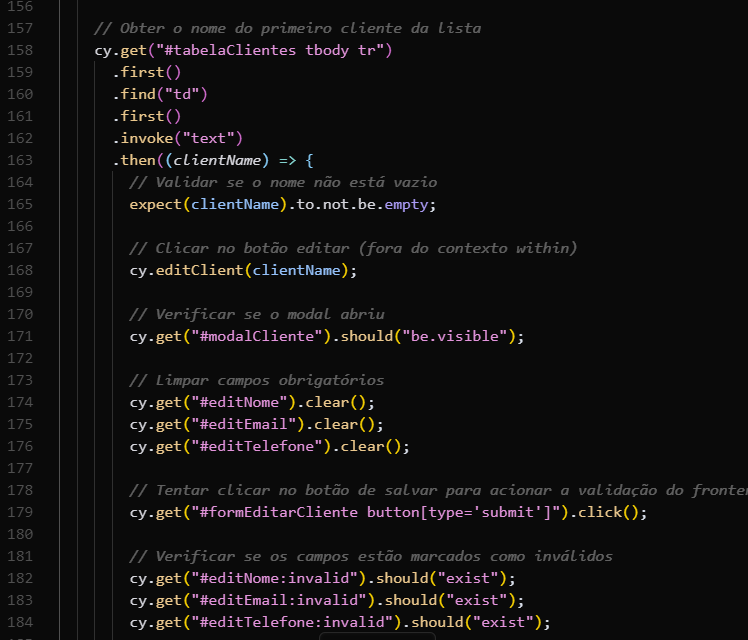 156
157 // Obter o nome do primeiro cliente da lista
158 cy.get("#tabelaClientes tbody tr")
159 .first()
160 .find("td")
161 .first()
162 .invoke("text")
163 .then((clientName) => {
164 // Validar se o nome não está vazio
165 expect(clientName).to.not.be.empty;
166
167 // Clicar no botão editar (fora do contexto within)
168 cy.editClient(clientName);
169
170 // Verificar se o modal abriu
171 cy.get("#modalCliente").should("be.visible");
172
173 // Limpar campos obrigatórios
174 cy.get("#editNome").clear();
175 cy.get("#editEmail").clear();
176 cy.get("#editTelefone").clear();
177
178 // Tentar clicar no botão de salvar para acionar a validação do
179 cy.get("#formEditarCliente button[type='submit']").click();
180
181 // Verificar se os campos estão marcados como inválidos
182 cy.get("#editNome:invalid").should("exist");
183 cy.get("#editEmail:invalid").should("exist");
184 cy.get("#editTelefone:invalid").should("exist");